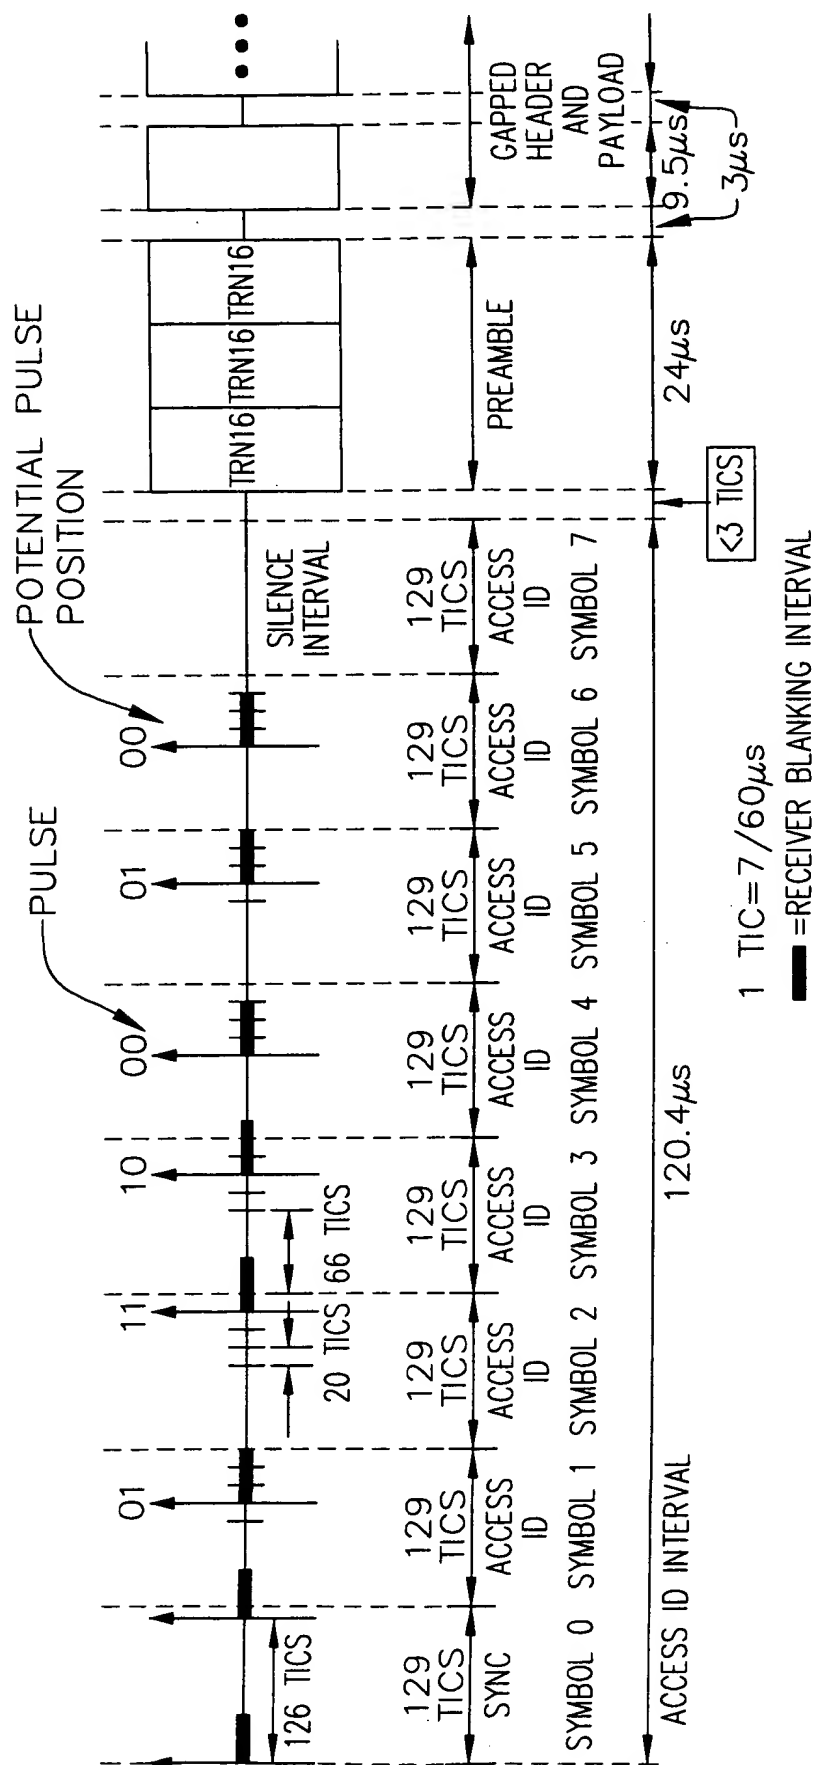 PULSE
POTENTIAL PULSE
POSITION
01
11
10
00
01
00
126 TICS
20 TICS
66 TICS
SILENCE
INTERVAL
TRN16
TRN16
TRN16
129
TICS
SYNC
129
TICS
ACCESS
ID
129
TICS
ACCESS
ID
129
TICS
ACCESS
ID
129
TICS
ACCESS
ID
129
TICS
ACCESS
ID
129
TICS
ACCESS
ID
129
TICS
ACCESS
ID
PREAMBLE
GAPPED
HEADER
AND
PAYLOAD
SYMBOL 0
SYMBOL 1
SYMBOL 2
SYMBOL 3
SYMBOL 4
SYMBOL 5
SYMBOL 6
SYMBOL 7
ACCESS ID INTERVAL
120.4μs
<3 TICS
24μs
9.5μs
3μs
1 TIC=7/60μs
=RECEIVER BLANKING INTERVAL